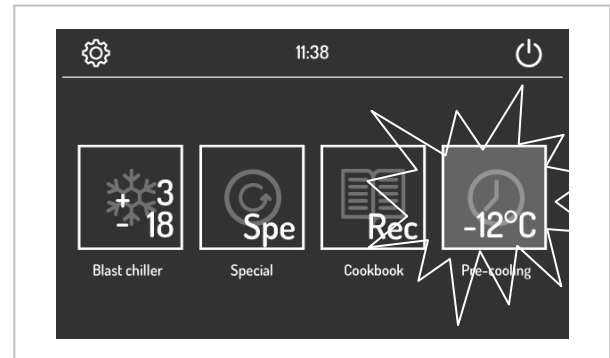 11:38
+ 3
- 18
Spe
Rec
-12°C
Blast chiller
Special
Cookbook
Pre-cooling